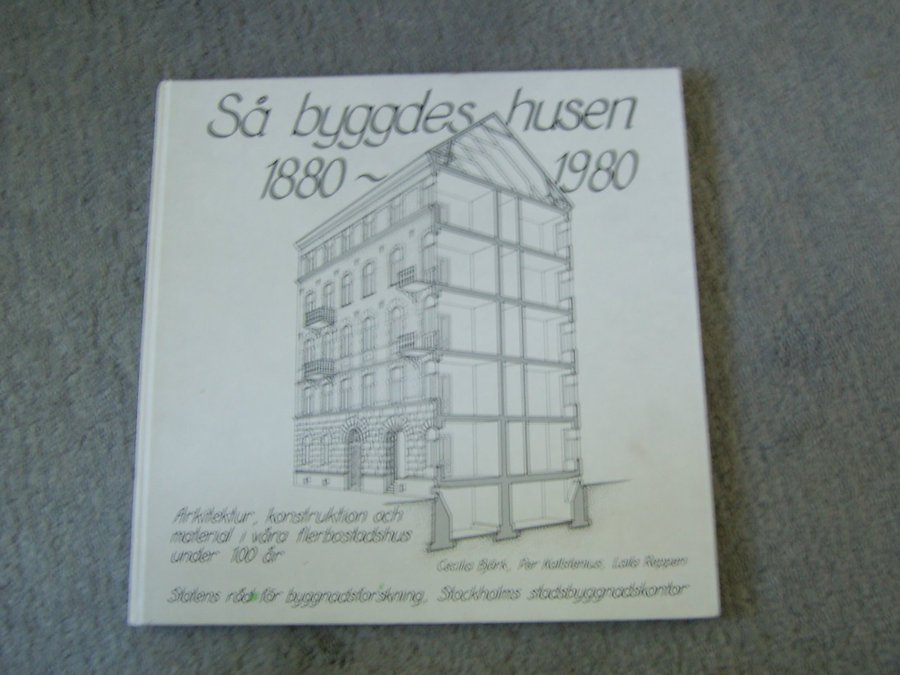 Så byggdes husen
1880 ~ 1980
Arkitektur, konstruktion och
material i våra flerbostadshus
under 100 år
Cecilia Björk, Per Kallstenius, Laila Reppen
Statens råd för byggnadsforskning, Stockholms stadsbyggnadskontor